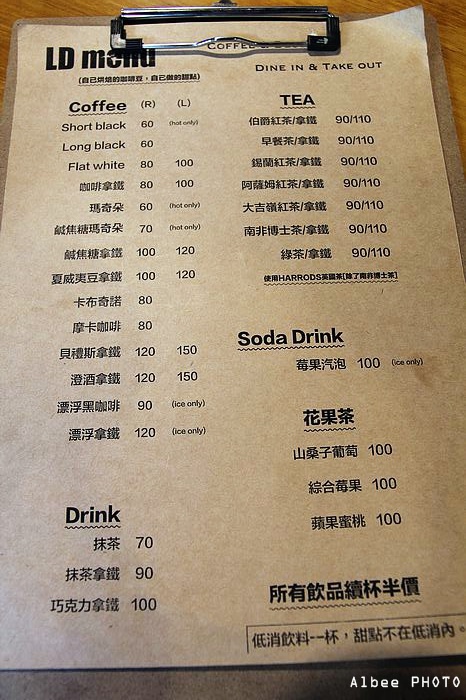 LD menu
COFFEE
(自己烘焙的咖啡豆，自己做的甜點)
DINE IN & TAKE OUT
Coffee (R) (L)
Short black 60 (hot only)
Long black 60
Flat white 80 100
咖啡拿鐵 80 100
瑪奇朵 60 (hot only)
鹹焦糖瑪奇朵 70 (hot only)
鹹焦糖拿鐵 100 120
夏威夷豆拿鐵 100 120
卡布奇諾 80
摩卡咖啡 80
貝禮斯拿鐵 120 150
澄酒拿鐵 120 150
漂浮黑咖啡 90 (ice only)
漂浮拿鐵 120 (ice only)
Drink
抹茶 70
抹茶拿鐵 90
巧克力拿鐵 100
TEA
伯爵紅茶/拿鐵 90/110
早餐茶/拿鐵 90/110
錫蘭紅茶/拿鐵 90/110
阿薩姆紅茶/拿鐵 90/110
大吉嶺紅茶/拿鐵 90/110
南非博士茶/拿鐵 90/110
綠茶/拿鐵 90/110
使用HARRODS英國茶[除了南非博士茶]
Soda Drink
莓果汽泡 100 (ice only)
花果茶
山桑子葡萄 100
綜合莓果 100
蘋果蜜桃 100
所有飲品續杯半價
低消飲料一杯，甜點不在低消內。
Albee PHOTO